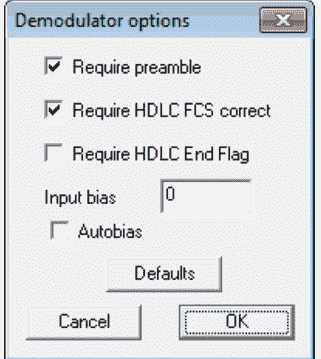 Demodulator options
Require preamble
Require HDLC FCS correct
Require HDLC End Flag
Input bias 0
Autobias
Defaults
Cancel OK